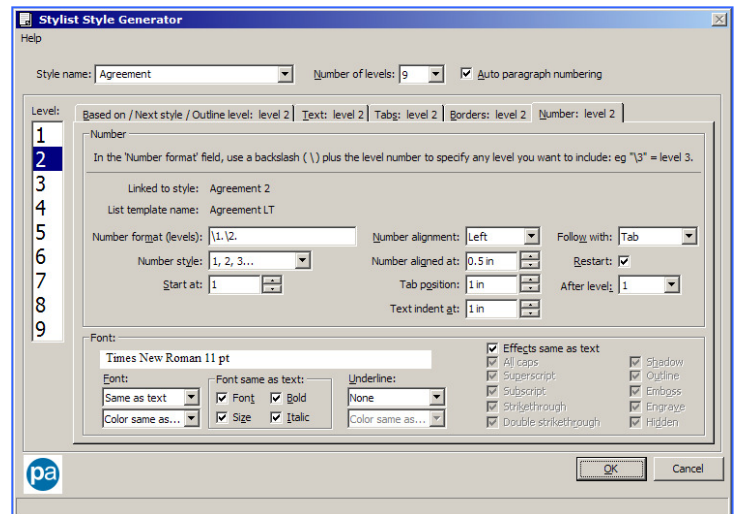 Stylist Style Generator
Help
Style name: Agreement Number of levels: 9 Auto paragraph numbering
Level:
1
2
3
4
5
6
7
8
9
Based on / Next style / Outline level: level 2 Text: level 2 Tabs: level 2 Borders: level 2 Number: level 2
Number
In the 'Number format' field, use a backslash ( \ ) plus the level number to specify any level you want to include: eg "\3" = level 3.
Linked to style: Agreement 2
List template name: Agreement LT
Number format (levels): \1.\2. Number alignment: Left Follow with: Tab
Number style: 1, 2, 3... Number aligned at: 0.5 in Restart:
Start at: 1 Tab position: 1 in After level: 1
Text indent at: 1 in
Font:
Times New Roman 11 pt
Effects same as text
All caps Shadow
Superscript Outline
Subscript Emboss
Strikethrough Engrave
Double strikethrough Hidden
Font: Font same as text: Underline:
Same as text Font Bold None
Color same as... Size Italic Color same as...
pa
OK Cancel